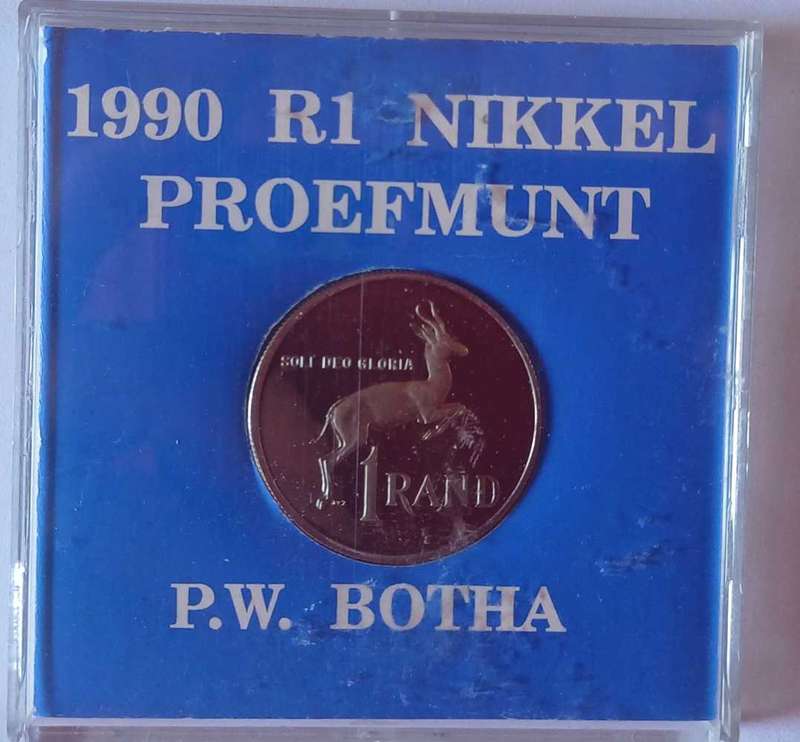 1990 R1 NIKKEL
PROEFMUNT
SOLI DEO GLORIA
1 RAND
P.W. BOTHA